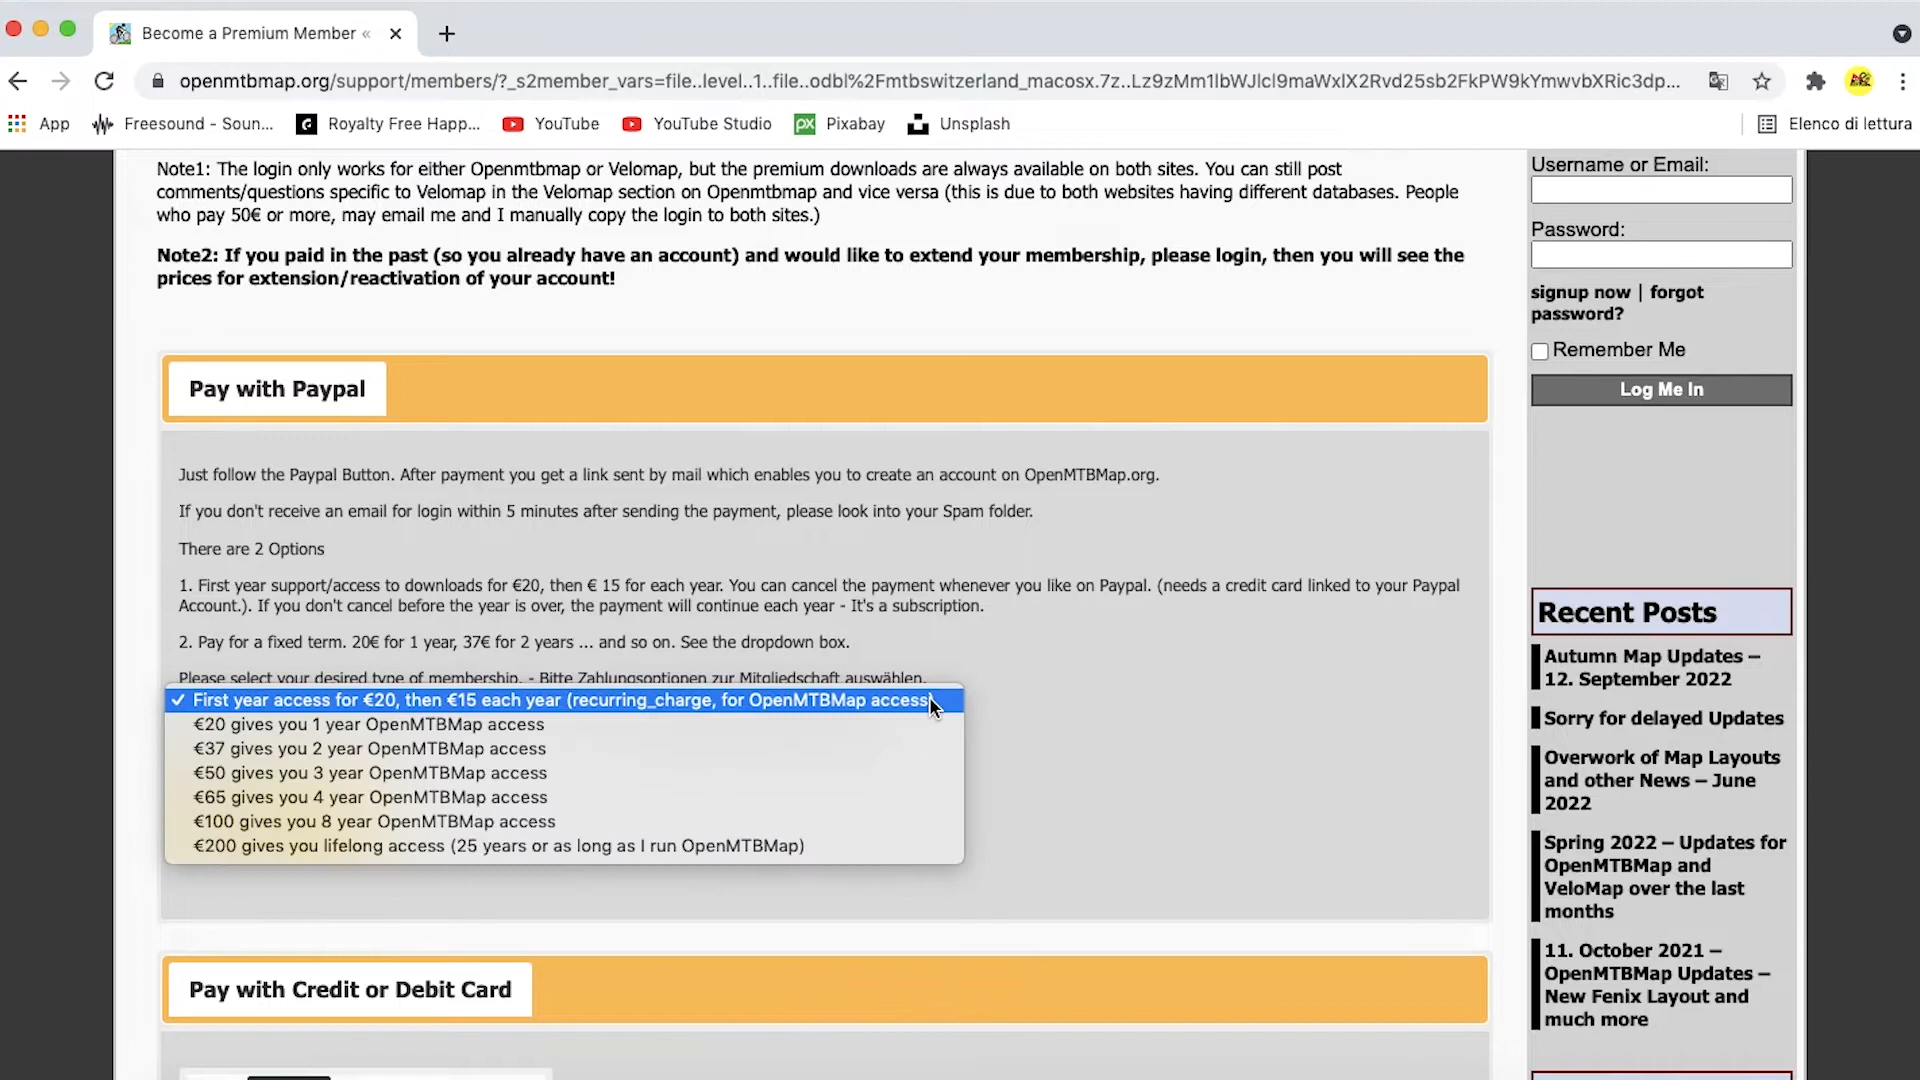 Become a Premium Member «
openmtbmap.org/support/members/?_s2member_vars=file..level..1..file..odbl%2Fmtbswitzerland_macosx.7z..Lz9zMm1lbWJlcl9maWxlX2Rvd25sb2FkPW9kYmwvbXRic3dp...
App
Freesound - Soun...
Royalty Free Happ...
YouTube
YouTube Studio
px Pixabay
Unsplash
Elenco di lettura
Note1: The login only works for either Openmtbmap or Velomap, but the premium downloads are always available on both sites. You can still post
comments/questions specific to Velomap in the Velomap section on Openmtbmap and vice versa (this is due to both websites having different databases. People
who pay 50€ or more, may email me and I manually copy the login to both sites.)
Note2: If you paid in the past (so you already have an account) and would like to extend your membership, please login, then you will see the
prices for extension/reactivation of your account!
Pay with Paypal
Just follow the Paypal Button. After payment you get a link sent by mail which enables you to create an account on OpenMTBMap.org.
If you don't receive an email for login within 5 minutes after sending the payment, please look into your Spam folder.
There are 2 Options
1. First year support/access to downloads for €20, then € 15 for each year. You can cancel the payment whenever you like on Paypal. (needs a credit card linked to your Paypal
Account.). If you don't cancel before the year is over, the payment will continue each year - It's a subscription.
2. Pay for a fixed term. 20€ for 1 year, 37€ for 2 years ... and so on. See the dropdown box.
Please select your desired type of membership. - Bitte Zahlungsoptionen zur Mitgliedschaft auswählen.
✓ First year access for €20, then €15 each year (recurring_charge, for OpenMTBMap access)
€20 gives you 1 year OpenMTBMap access
€37 gives you 2 year OpenMTBMap access
€50 gives you 3 year OpenMTBMap access
€65 gives you 4 year OpenMTBMap access
€100 gives you 8 year OpenMTBMap access
€200 gives you lifelong access (25 years or as long as I run OpenMTBMap)
Pay with Credit or Debit Card
Username or Email:
Password:
signup now | forgot
password?
Remember Me
Log Me In
Recent Posts
Autumn Map Updates –
12. September 2022
Sorry for delayed Updates
Overwork of Map Layouts
and other News – June
2022
Spring 2022 – Updates for
OpenMTBMap and
VeloMap over the last
months
11. October 2021 –
OpenMTBMap Updates –
New Fenix Layout and
much more